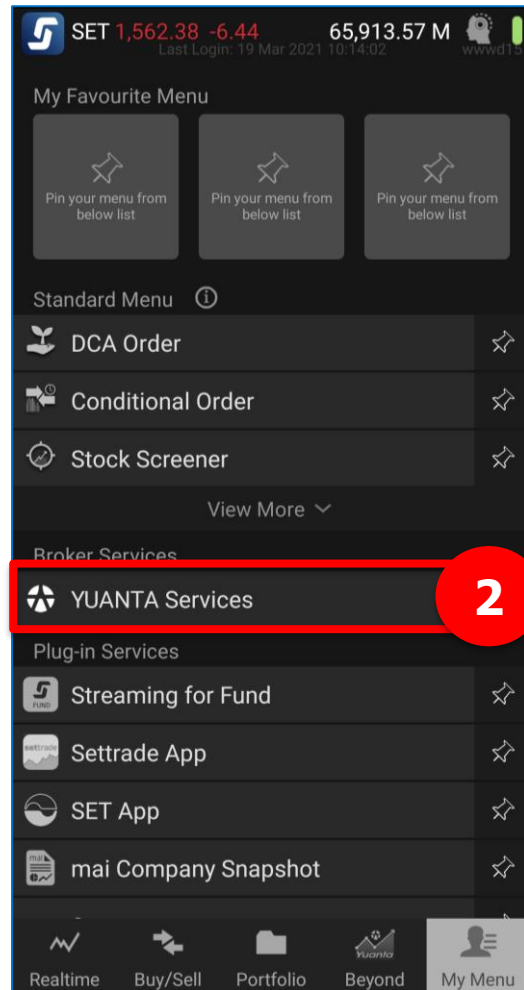 SET 1,562.38 -6.44 65,913.57 M
Last Login: 19 Mar 2021 10:14:02 wwwd15
My Favourite Menu
Pin your menu from below list
Pin your menu from below list
Pin your menu from below list
Standard Menu
DCA Order
Conditional Order
Stock Screener
View More
Broker Services
YUANTA Services
2
Plug-in Services
FUND
Streaming for Fund
settrade
Settrade App
SET App
mai
mai Company Snapshot
Yuanta
Realtime Buy/Sell Portfolio Beyond My Menu